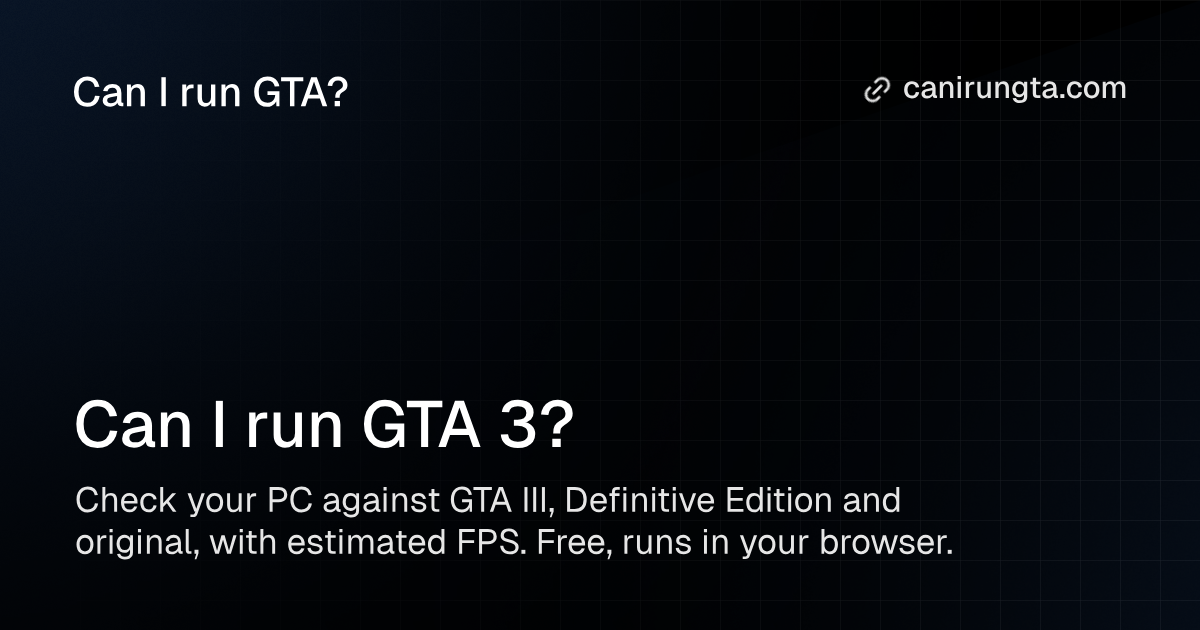 Can I run GTA?
canirungta.com
Can I run GTA 3?
Check your PC against GTA III, Definitive Edition and
original, with estimated FPS. Free, runs in your browser.